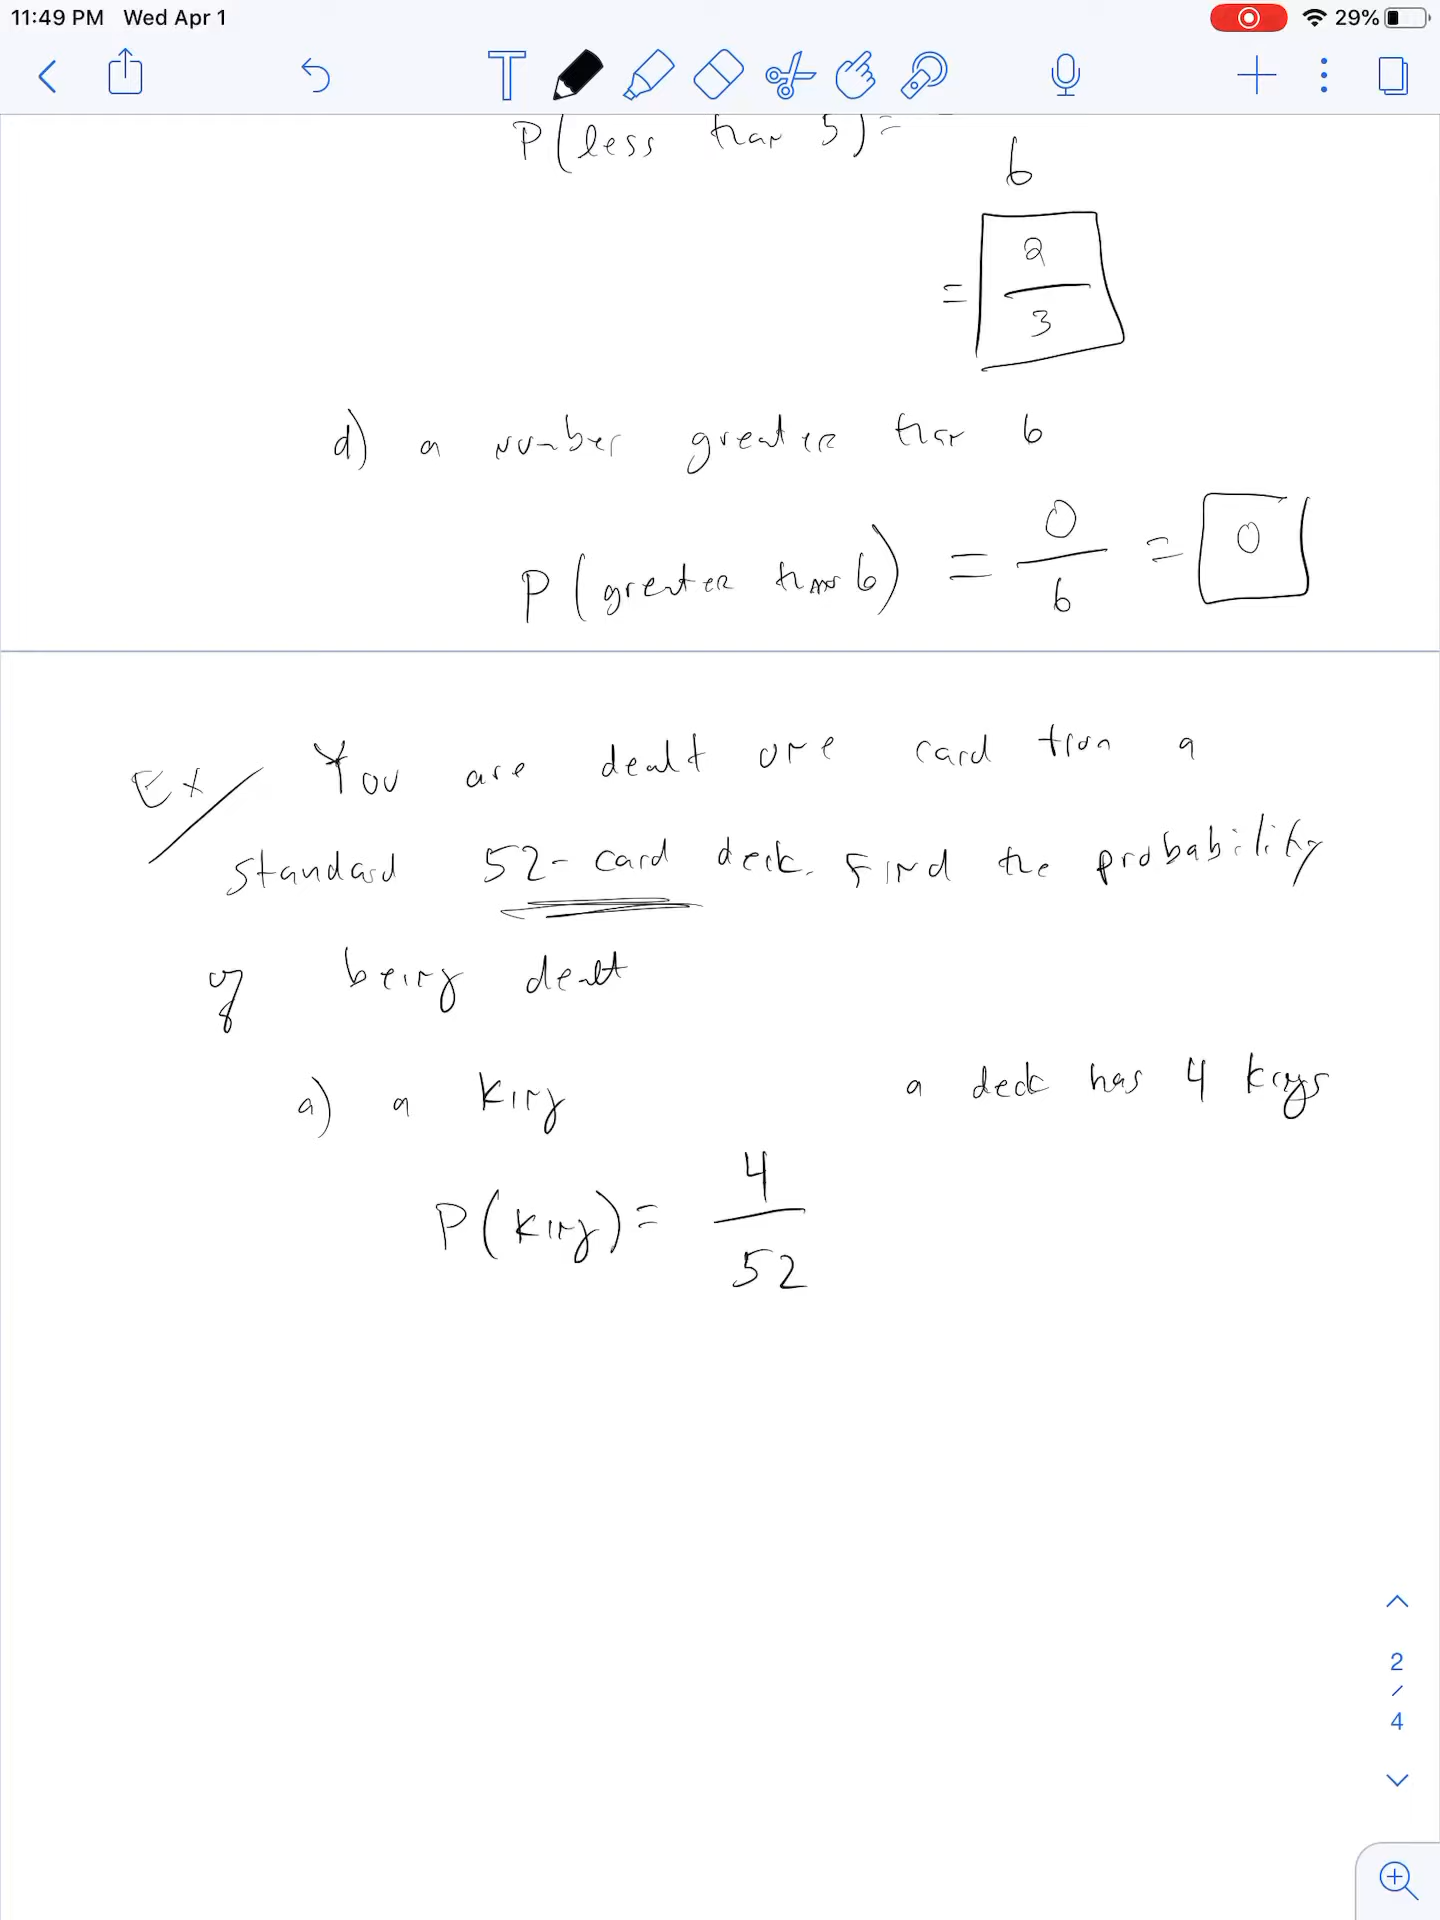 11:49 PM Wed Apr 1 29%
T
P(less than 5) =
6
= 2/3
d) a number greater than 6
P(greater than 6) = 0/6 = 0
Ex/ You are dealt one card from a
standard 52-card deck. Find the probability
of being dealt
a) a king a deck has 4 kings
P(king) = 4/52
2
/
4